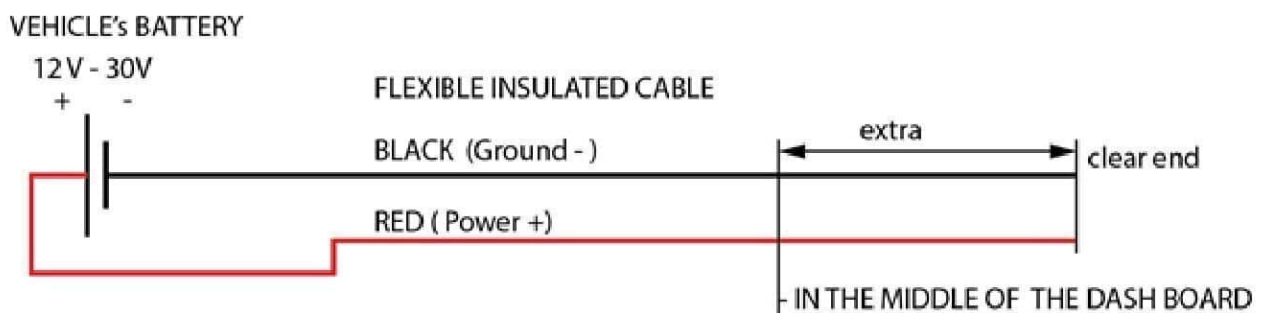 VEHICLE's BATTERY
12V - 30V
+ -
FLEXIBLE INSULATED CABLE
BLACK (Ground - )
extra
clear end
RED ( Power +)
- IN THE MIDDLE OF THE DASH BOARD